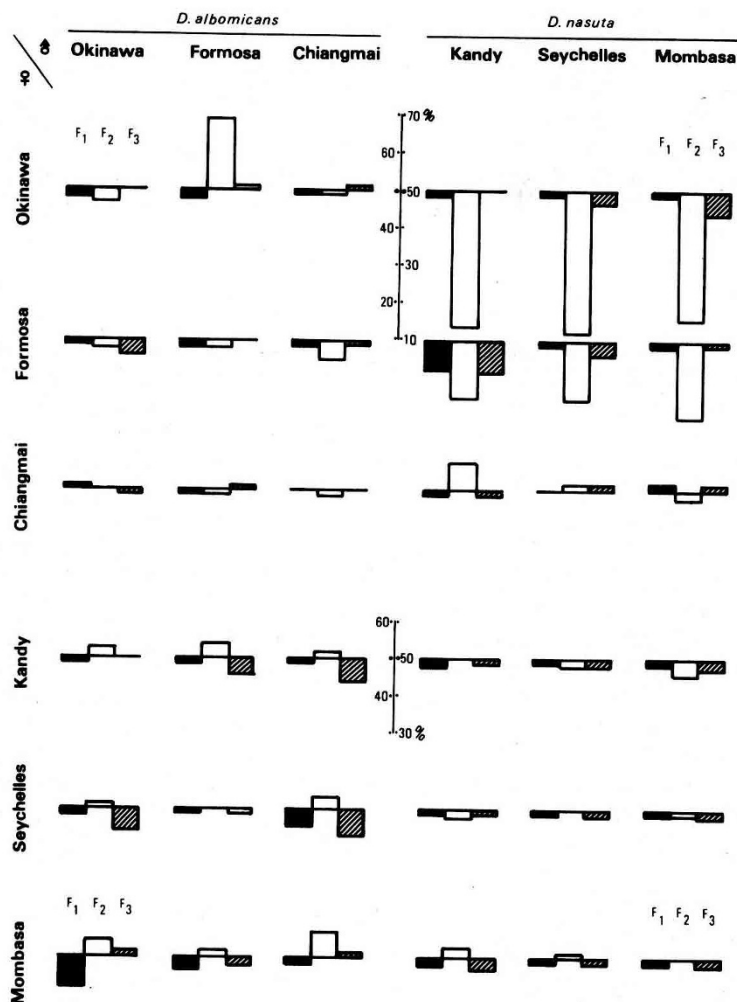 D. albomicans D. nasuta
♂ Okinawa Formosa Chiangmai Kandy Seychelles Mombasa
♀
70 %
F1 F2 F3 F1 F2 F3
60
Okinawa 50
40
30
20
Formosa 10
Chiangmai
60
Kandy 50
40
30 %
Seychelles
F1 F2 F3 F1 F2 F3
Mombasa